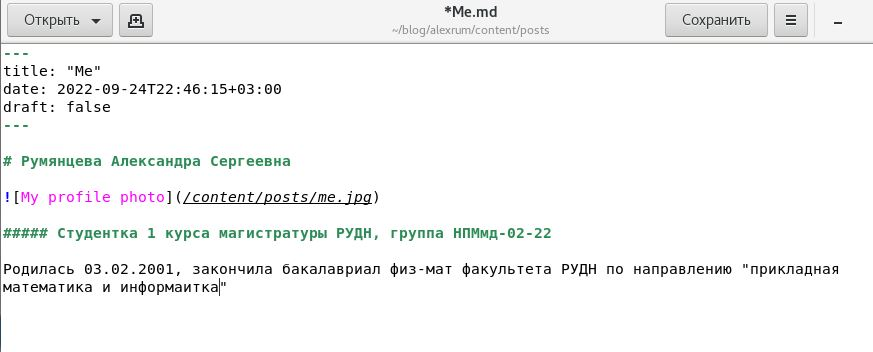 Открыть
*Me.md
~/blog/alexrum/content/posts
Сохранить
---
title: "Me"
date: 2022-09-24T22:46:15+03:00
draft: false
---
# Румянцева Александра Сергеевна
![My profile photo](/content/posts/me.jpg)
##### Студентка 1 курса магистратуры РУДН, группа НПМмд-02-22
Родилась 03.02.2001, закончила бакалавриал физ-мат факультета РУДН по направлению "прикладная
математика и информаитка"